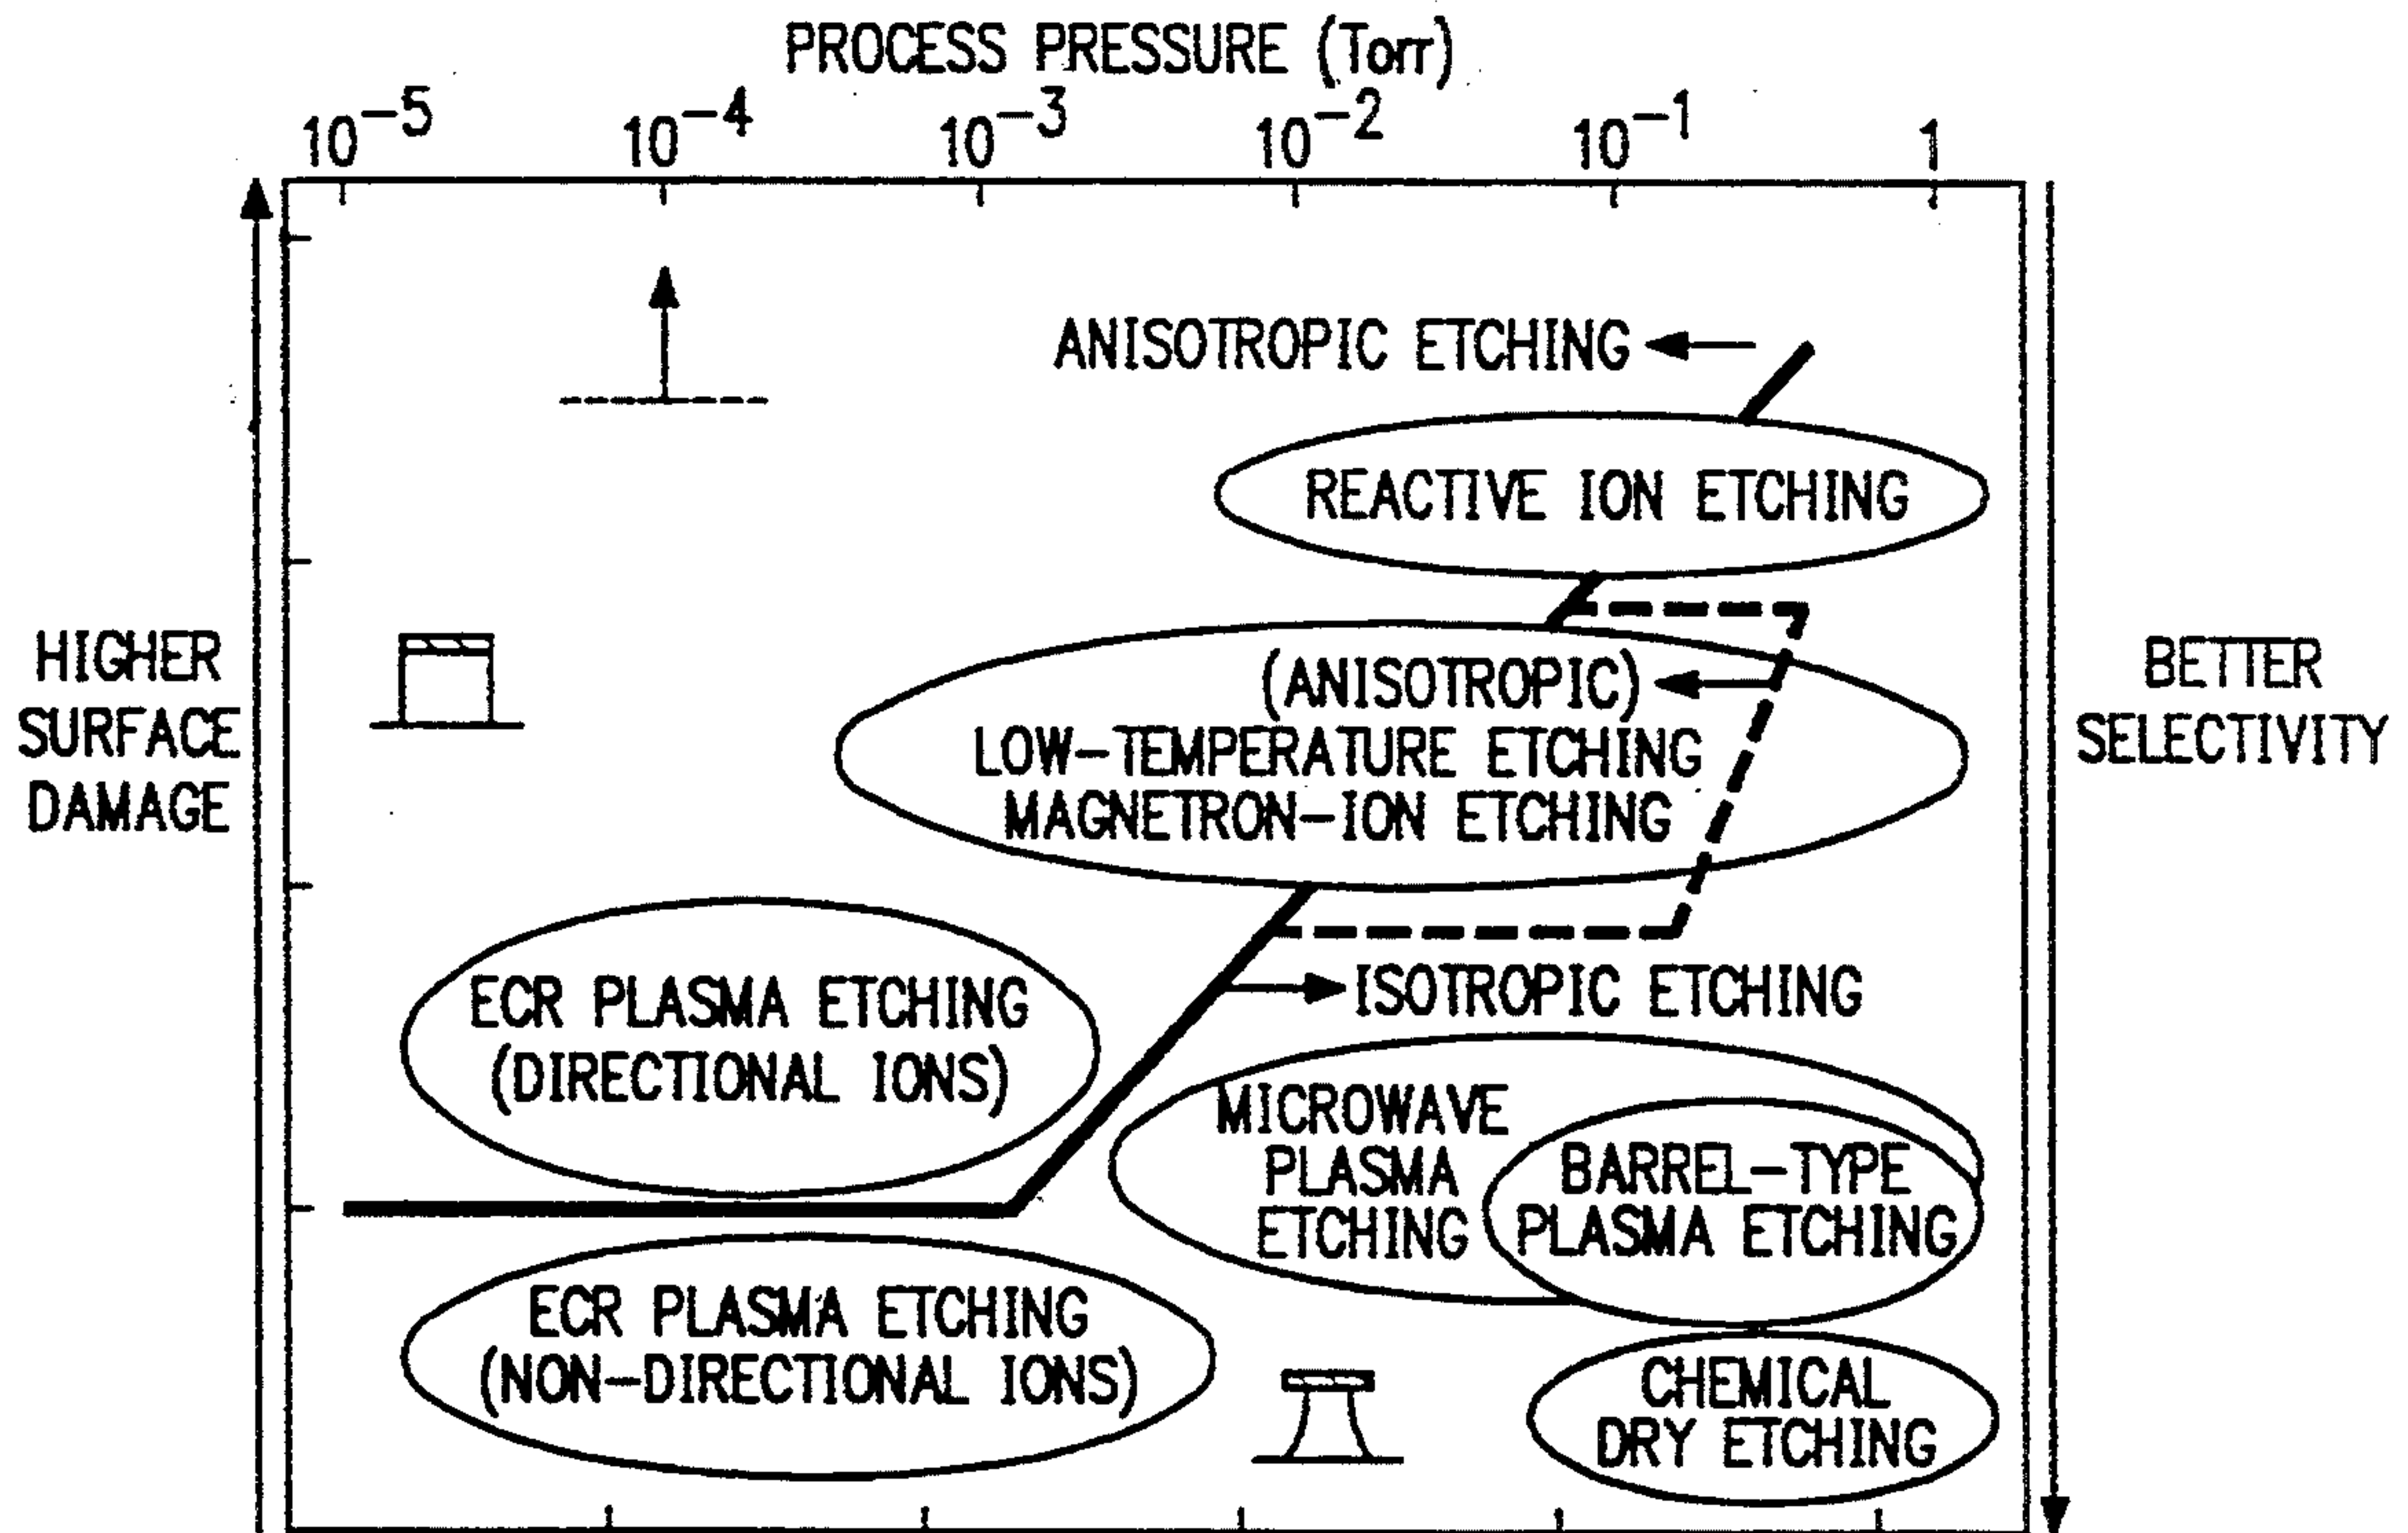 PROCESS PRESSURE (Torr)
10⁻⁵ 10⁻⁴ 10⁻³ 10⁻² 10⁻¹ 1
ANISOTROPIC ETCHING
REACTIVE ION ETCHING
HIGHER
SURFACE
DAMAGE
(ANISOTROPIC)
LOW-TEMPERATURE ETCHING
MAGNETRON-ION ETCHING
BETTER
SELECTIVITY
ECR PLASMA ETCHING
(DIRECTIONAL IONS)
ISOTROPIC ETCHING
MICROWAVE
PLASMA
ETCHING
BARREL-TYPE
PLASMA ETCHING
ECR PLASMA ETCHING
(NON-DIRECTIONAL IONS)
CHEMICAL
DRY ETCHING